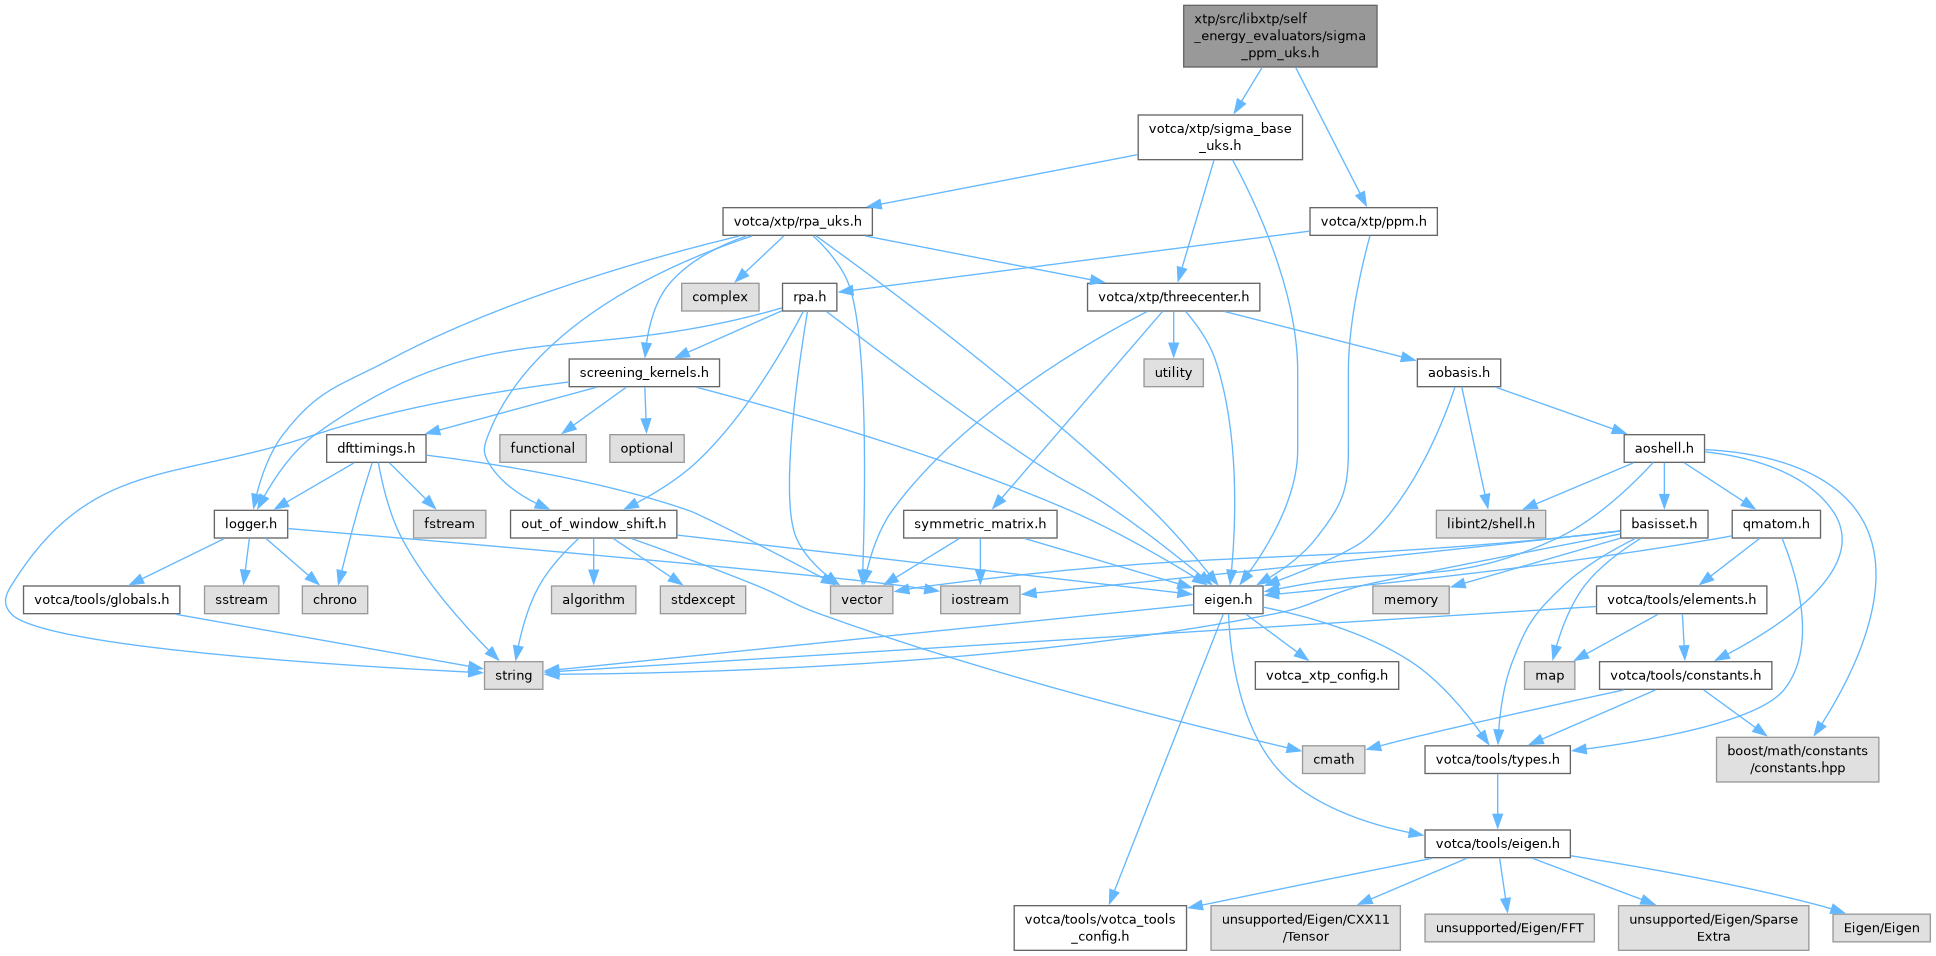 xtp/src/libxtp/self
_energy_evaluators/sigma
_ppm_uks.h
votca/xtp/sigma_base
_uks.h
votca/xtp/rpa_uks.h
votca/xtp/ppm.h
complex
rpa.h
votca/xtp/threecenter.h
screening_kernels.h
utility
aobasis.h
dfttimings.h
functional
optional
aoshell.h
logger.h
fstream
out_of_window_shift.h
symmetric_matrix.h
libint2/shell.h
basisset.h
qmatom.h
votca/tools/globals.h
sstream
chrono
algorithm
stdexcept
vector
iostream
eigen.h
memory
votca/tools/elements.h
string
votca_xtp_config.h
map
votca/tools/constants.h
cmath
votca/tools/types.h
boost/math/constants
/constants.hpp
votca/tools/eigen.h
votca/tools/votca_tools
_config.h
unsupported/Eigen/CXX11
/Tensor
unsupported/Eigen/FFT
unsupported/Eigen/Sparse
Extra
Eigen/Eigen